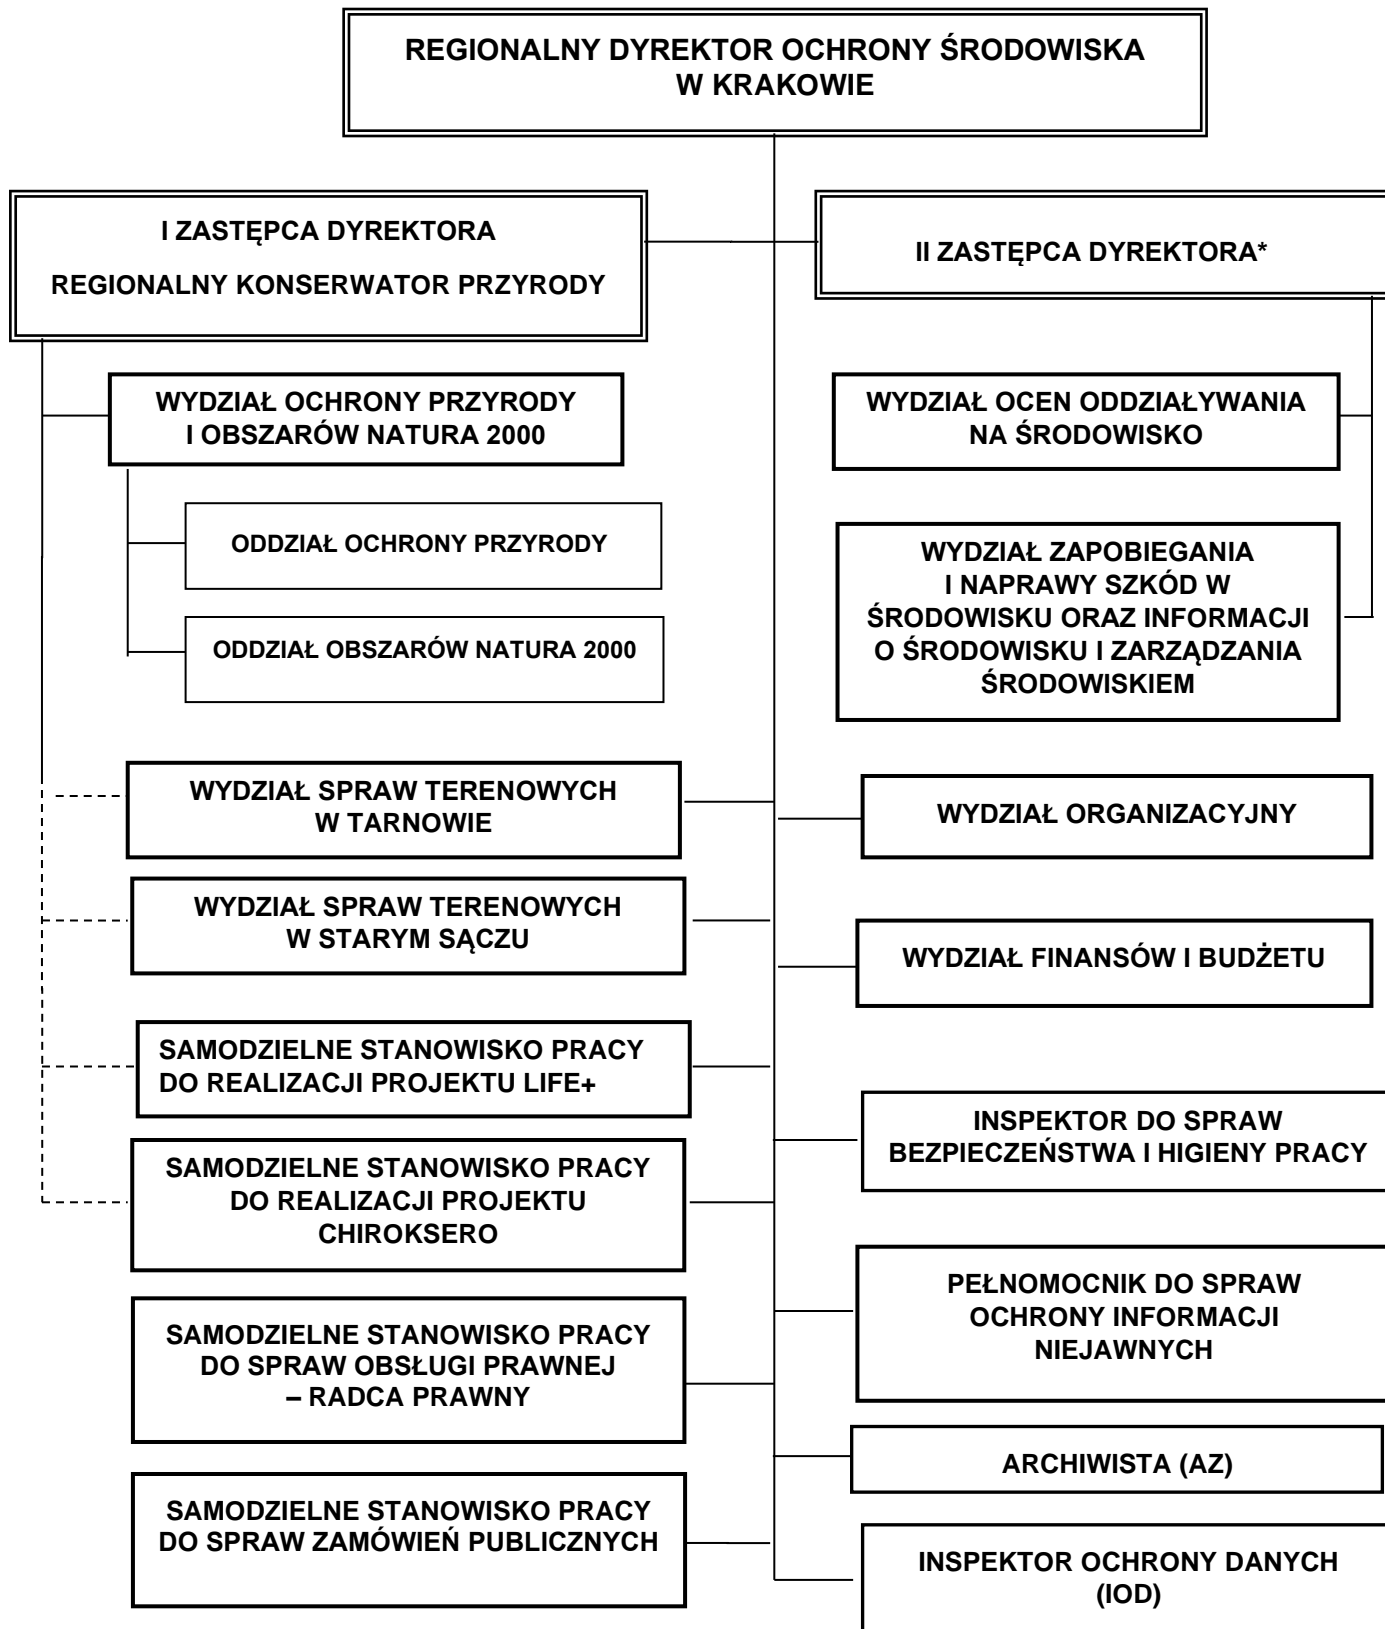 REGIONALNY DYREKTOR OCHRONY ŚRODOWISKA
W KRAKOWIE
I ZASTĘPCA DYREKTORA
REGIONALNY KONSERWATOR PRZYRODY
II ZASTĘPCA DYREKTORA*
WYDZIAŁ OCHRONY PRZYRODY
I OBSZARÓW NATURA 2000
ODDZIAŁ OCHRONY PRZYRODY
ODDZIAŁ OBSZARÓW NATURA 2000
WYDZIAŁ OCEN ODDZIAŁYWANIA
NA ŚRODOWISKO
WYDZIAŁ ZAPOBIEGANIA
I NAPRAWY SZKÓD W
ŚRODOWISKU ORAZ INFORMACJI
O ŚRODOWISKU I ZARZĄDZANIA
ŚRODOWISKIEM
WYDZIAŁ SPRAW TERENOWYCH
W TARNOWIE
WYDZIAŁ SPRAW TERENOWYCH
W STARYM SĄCZU
SAMODZIELNE STANOWISKO PRACY
DO REALIZACJI PROJEKTU LIFE+
SAMODZIELNE STANOWISKO PRACY
DO REALIZACJI PROJEKTU
CHIROKSERO
SAMODZIELNE STANOWISKO PRACY
DO SPRAW OBSŁUGI PRAWNEJ
– RADCA PRAWNY
SAMODZIELNE STANOWISKO PRACY
DO SPRAW ZAMÓWIEŃ PUBLICZNYCH
WYDZIAŁ ORGANIZACYJNY
WYDZIAŁ FINANSÓW I BUDŻETU
INSPEKTOR DO SPRAW
BEZPIECZEŃSTWA I HIGIENY PRACY
PEŁNOMOCNIK DO SPRAW
OCHRONY INFORMACJI
NIEJAWNYCH
ARCHIWISTA (AZ)
INSPEKTOR OCHRONY DANYCH
(IOD)